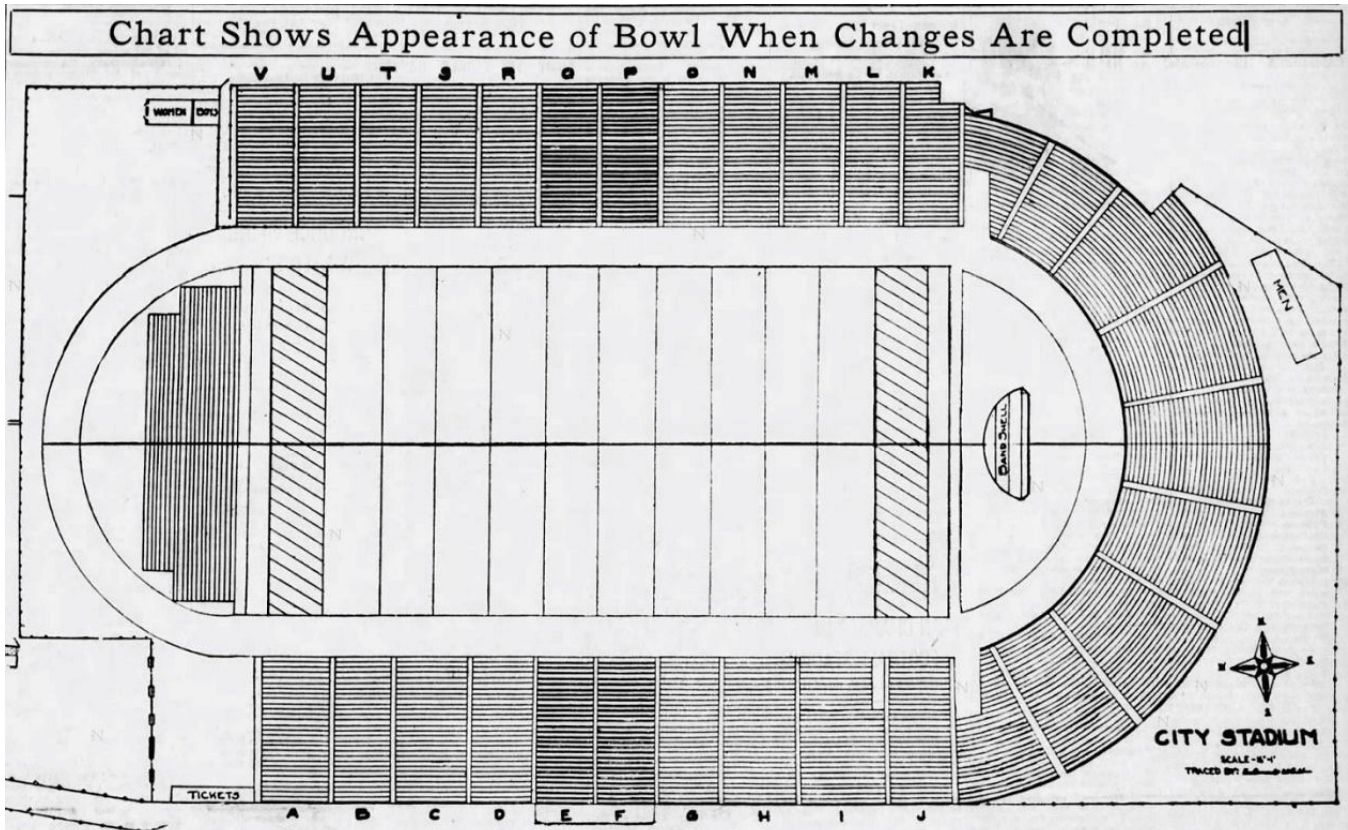 Chart Shows Appearance of Bowl When Changes Are Completed
V U T S R Q P O N M L K
WOMEN
MEN
BAND SHELL
N
E
S
CITY STADIUM
TRACED BY:
TICKETS
A B C D E F G H I J